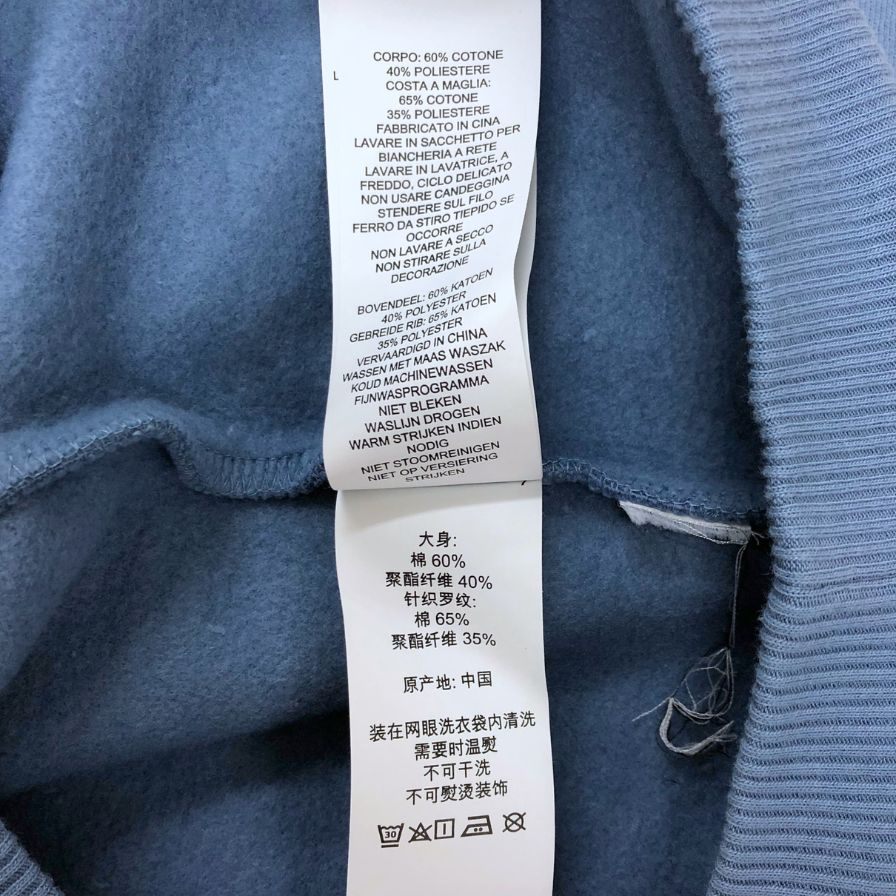 L
CORPO: 60% COTONE
40% POLIESTERE
COSTA A MAGLIA:
65% COTONE
35% POLIESTERE
FABBRICATO IN CINA
LAVARE IN SACCHETTO PER
BIANCHERIA A RETE
LAVARE IN LAVATRICE, A
FREDDO, CICLO DELICATO
NON USARE CANDEGGINA
STENDERE SUL FILO
FERRO DA STIRO TIEPIDO SE
OCCORRE
NON LAVARE A SECCO
NON STIRARE SULLA
DECORAZIONE
BOVENDEEL: 60% KATOEN
40% POLYESTER
GEBREIDE RIB: 65% KATOEN
35% POLYESTER
VERVAARDIGD IN CHINA
WASSEN MET MAAS WASZAK
KOUD MACHINEWASSEN
FIJNWASPROGRAMMA
NIET BLEKEN
WASLIJN DROGEN
WARM STRIJKEN INDIEN
NODIG
NIET STOOMREINIGEN
NIET OP VERSIERING
STRIJKEN
大身:
棉 60%
聚酯纤维 40%
针织罗纹:
棉 65%
聚酯纤维 35%
原产地: 中国
装在网眼洗衣袋内清洗
需要时温熨
不可干洗
不可熨烫装饰
30